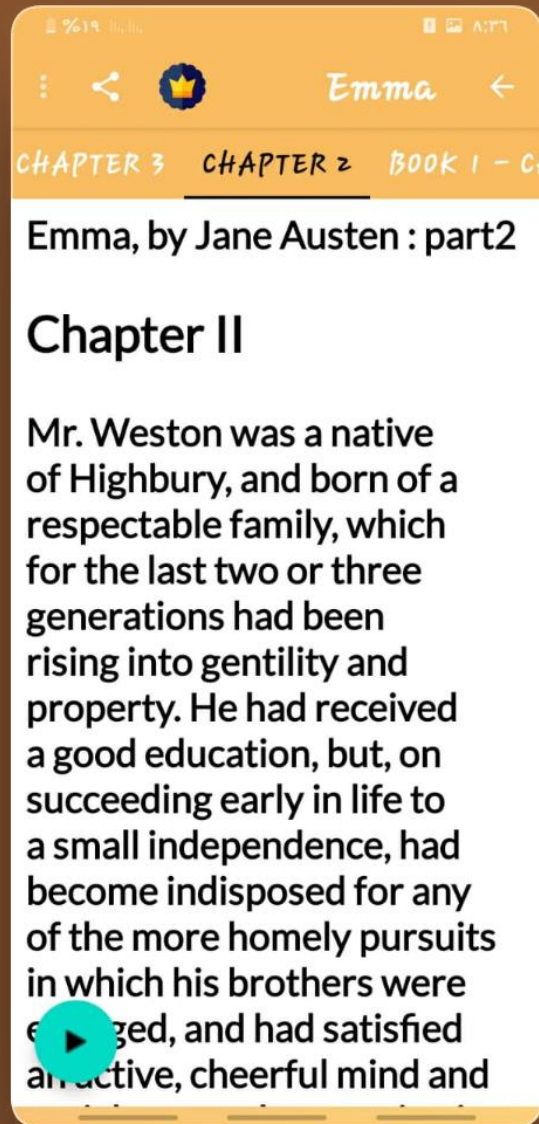 %١٩
٨:٣٦
Emma
CHAPTER 3 CHAPTER 2 BOOK 1 - C
Emma, by Jane Austen : part2
Chapter II
Mr. Weston was a native
of Highbury, and born of a
respectable family, which
for the last two or three
generations had been
rising into gentility and
property. He had received
a good education, but, on
succeeding early in life to
a small independence, had
become indisposed for any
of the more homely pursuits
in which his brothers were
ged, and had satisfied
active, cheerful mind and